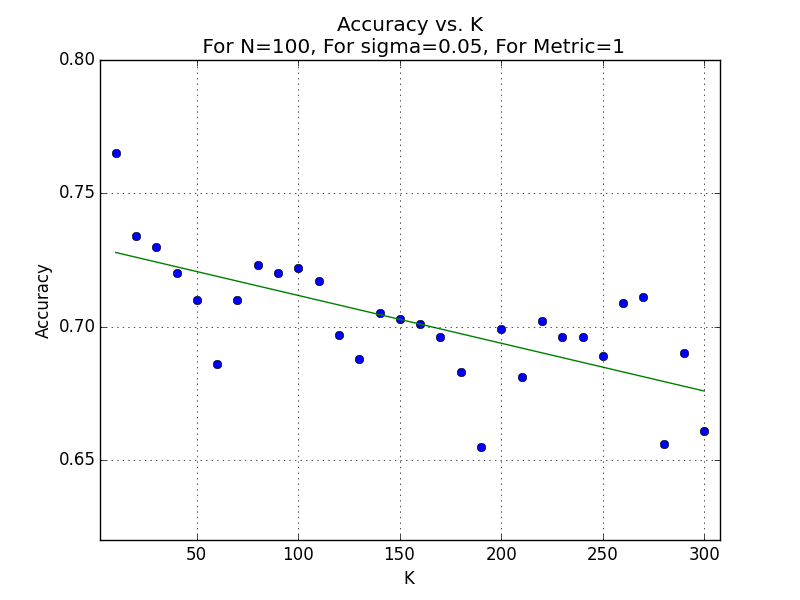 Accuracy vs. K
For N=100, For sigma=0.05, For Metric=1
0.80
0.75
0.70
0.65
Accuracy
50 100 150 200 250 300
K